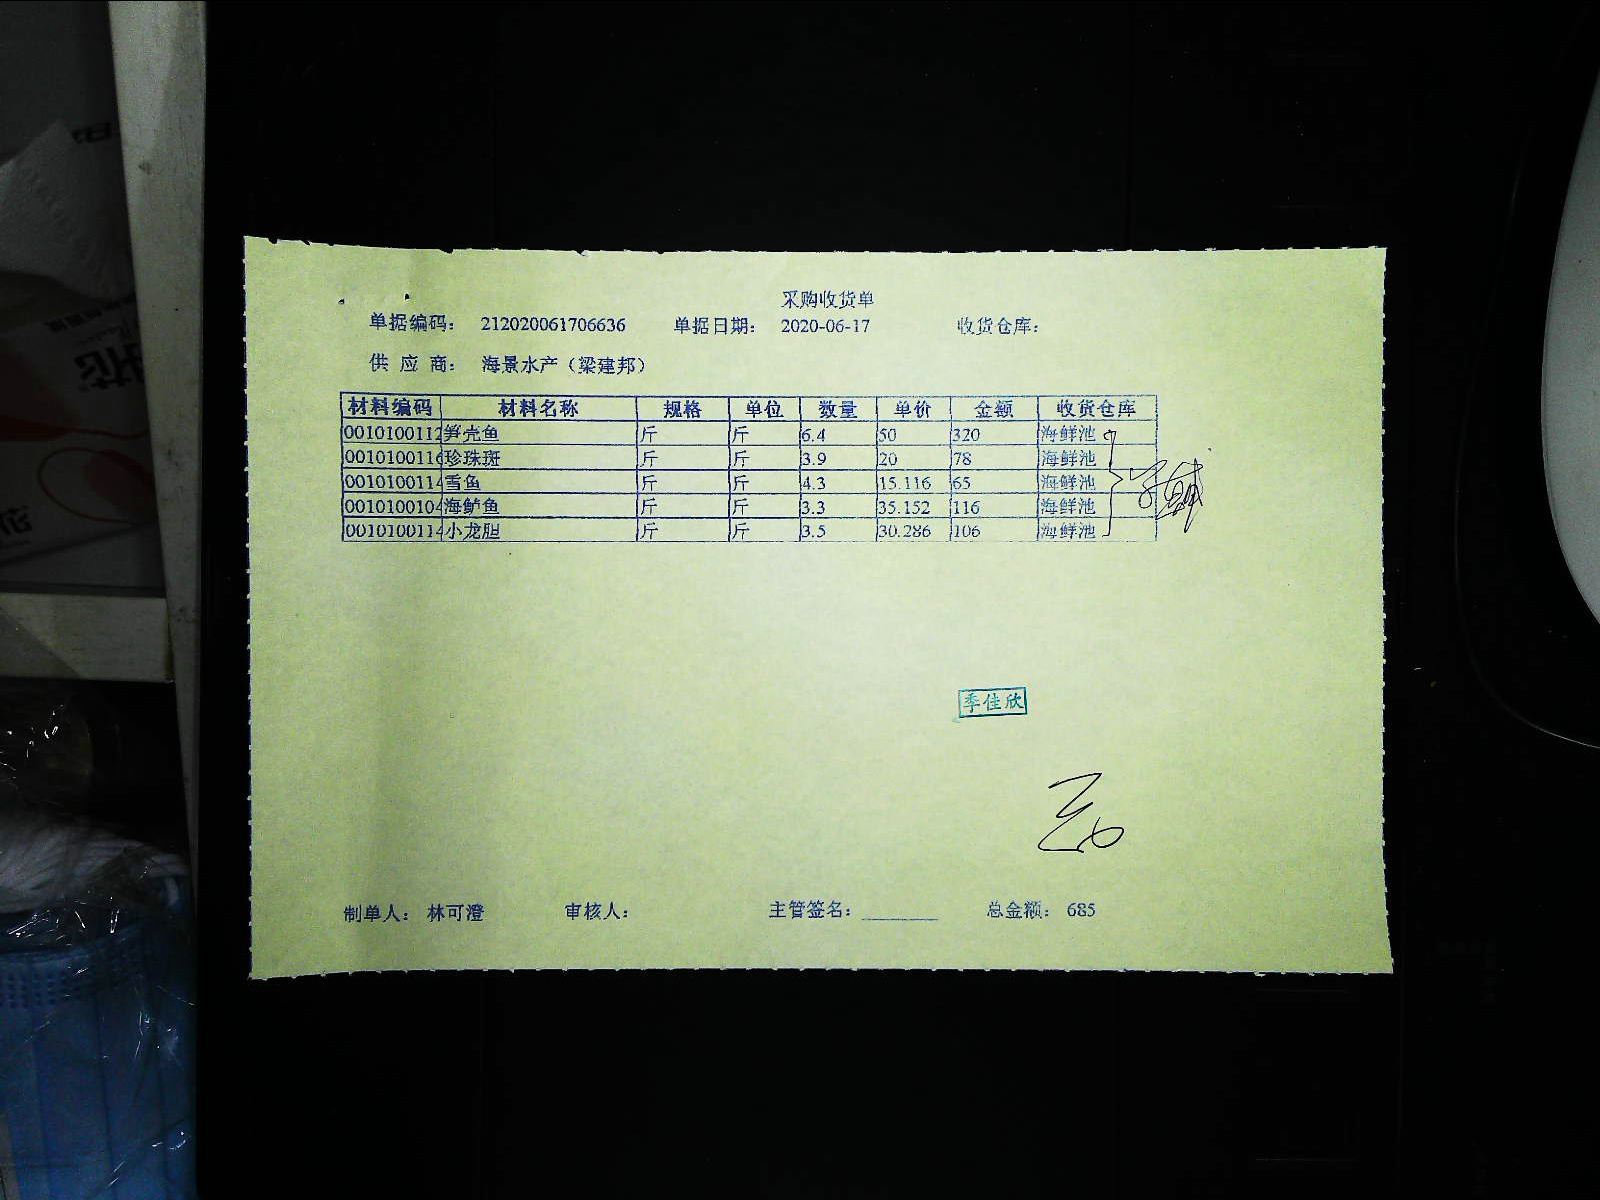 采购收货单
单据编码： 212020061706636 单据日期： 2020-06-17 收货仓库：
供 应 商： 海景水产（梁建邦）
材料编码 材料名称 规格 单位 数量 单价 金额 收货仓库
0010100112 笋壳鱼 斤 斤 6.4 50 320 海鲜池
0010100116 珍珠斑 斤 斤 3.9 20 78 海鲜池
001010011 雪鱼 斤 斤 4.3 15.116 65 海鲜池
001010010 海鲈鱼 斤 斤 3.3 35.152 116 海鲜池
001010011 小龙胆 斤 斤 3.5 30.286 106 海鲜池
季佳欣
制单人： 林可澄 审核人： 主管签名： 总金额： 685